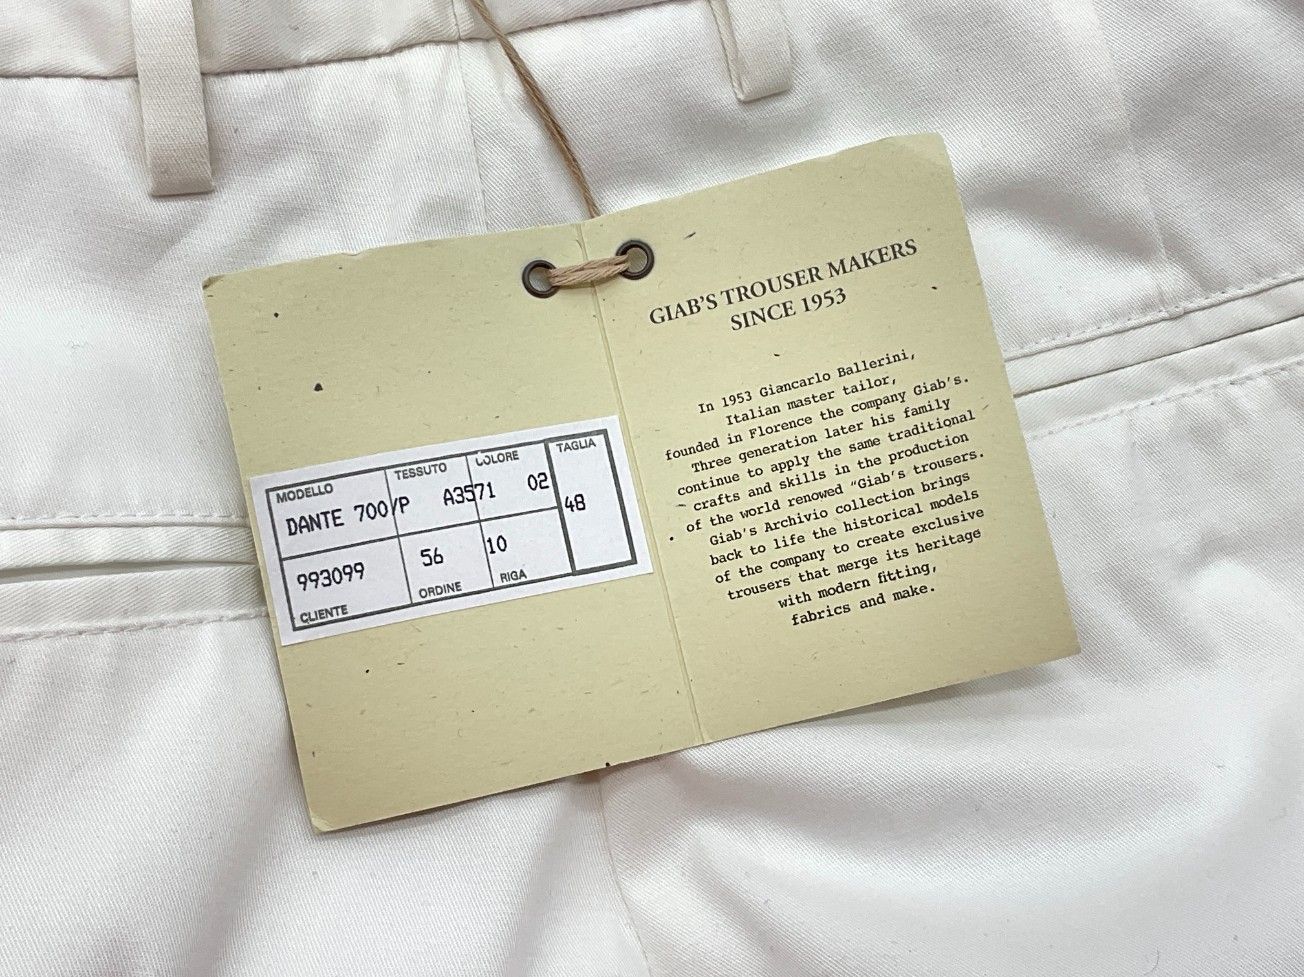 MODELLO TESSUTO COLORE TAGLIA
DANTE 700/P A3571 02 48
993099 56 10
CLIENTE ORDINE RIGA
GIAB'S TROUSER MAKERS
SINCE 1953
In 1953 Giancarlo Ballerini,
Italian master tailor,
founded in Florence the company Giab's.
Three generation later his family
continue to apply the same traditional
crafts and skills in the production
of the world renowned "Giab's trousers.
Giab's Archivio collection brings
back to life the historical models
of the company to create exclusive
trousers that merge its heritage
with modern fitting,
fabrics and make.